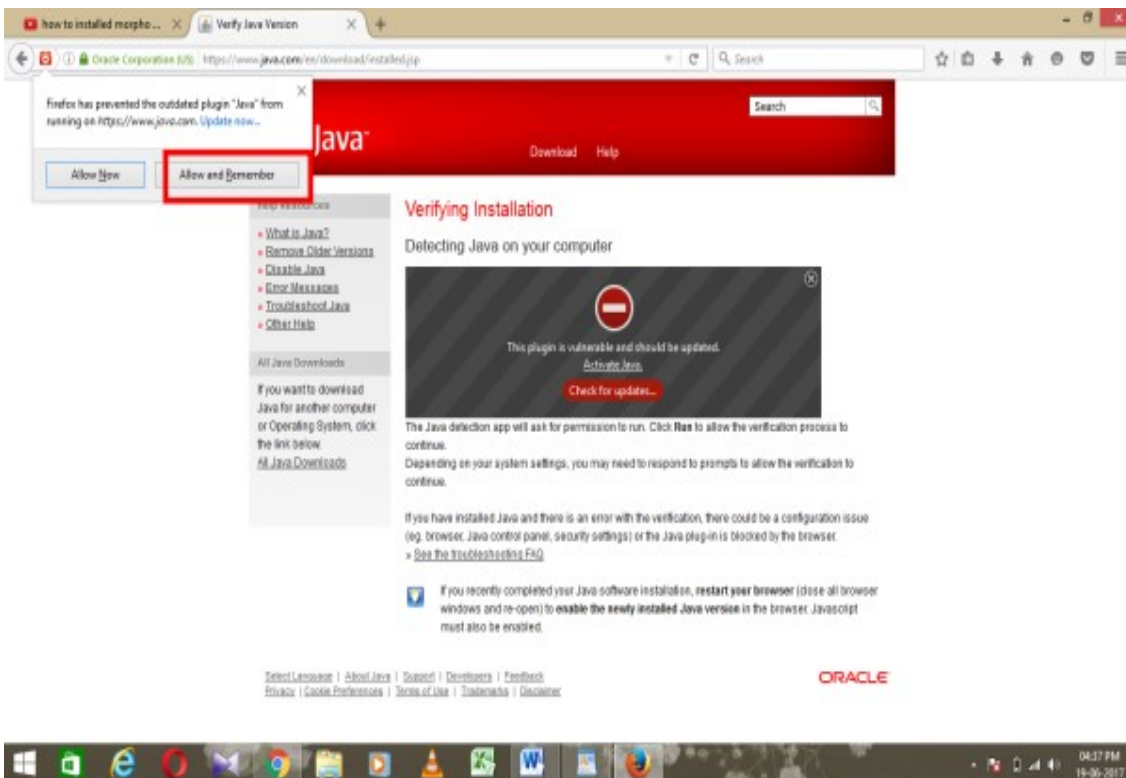 how to installed morpho...
Verify Java Version
Oracle Corporation (US)
https://www.java.com/en/download/installed.jsp
Search
Firefox has prevented the outdated plugin "Java" from
running on https://www.java.com. Update now...
Allow Now
Allow and Remember
Java
Search
Download
Help
Help Resources
» What is Java?
» Remove Older Versions
» Disable Java
» Error Messages
» Troubleshoot Java
» Other Help
All Java Downloads
If you want to download
Java for another computer
or Operating System, click
the link below.
All Java Downloads
Verifying Installation
Detecting Java on your computer
This plugin is vulnerable and should be updated.
Activate Java.
Check for updates...
The Java detection app will ask for permission to run. Click Run to allow the verification process to
continue.
Depending on your system settings, you may need to respond to prompts to allow the verification to
continue.
If you have installed Java and there is an error with the verification, there could be a configuration issue
(eg. browser, Java control panel, security settings) or the Java plug-in is blocked by the browser.
» See the troubleshooting FAQ
If you recently completed your Java software installation, restart your browser (close all browser
windows and re-open) to enable the newly installed Java version in the browser. Javascript
must also be enabled.
Select Language | About Java | Support | Developers | Feedback
Privacy | Cookie Preferences | Terms of Use | Trademarks | Disclaimer
ORACLE
04:37 PM
19-06-2017